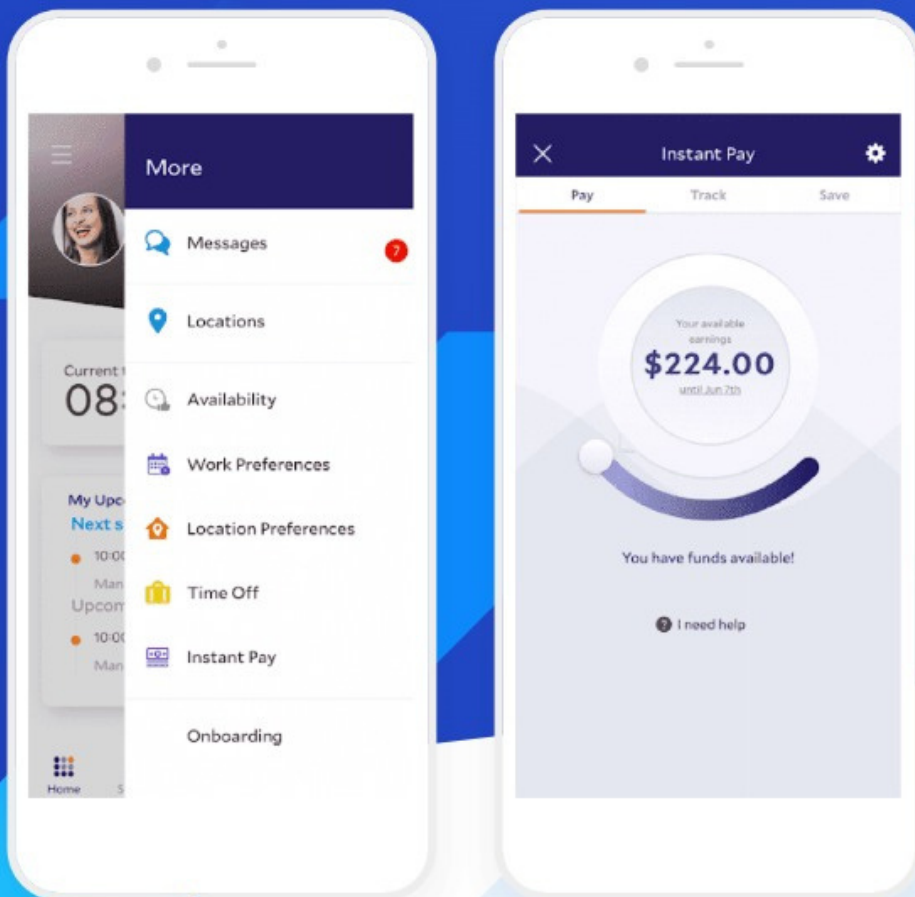 More
Messages
7
Locations
Availability
Work Preferences
Location Preferences
Time Off
Instant Pay
Onboarding
Current
08:
My Upc
Next s
10:00
Man
Upcom
10:00
Man
Home
S
Instant Pay
Pay Track Save
Your available
earnings
$224.00
until Jun 7th
You have funds available!
? I need help